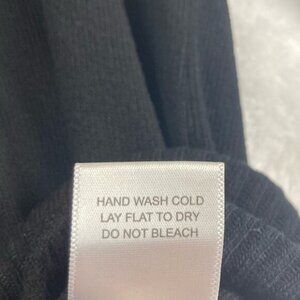 HAND WASH COLD
LAY FLAT TO DRY
DO NOT BLEACH